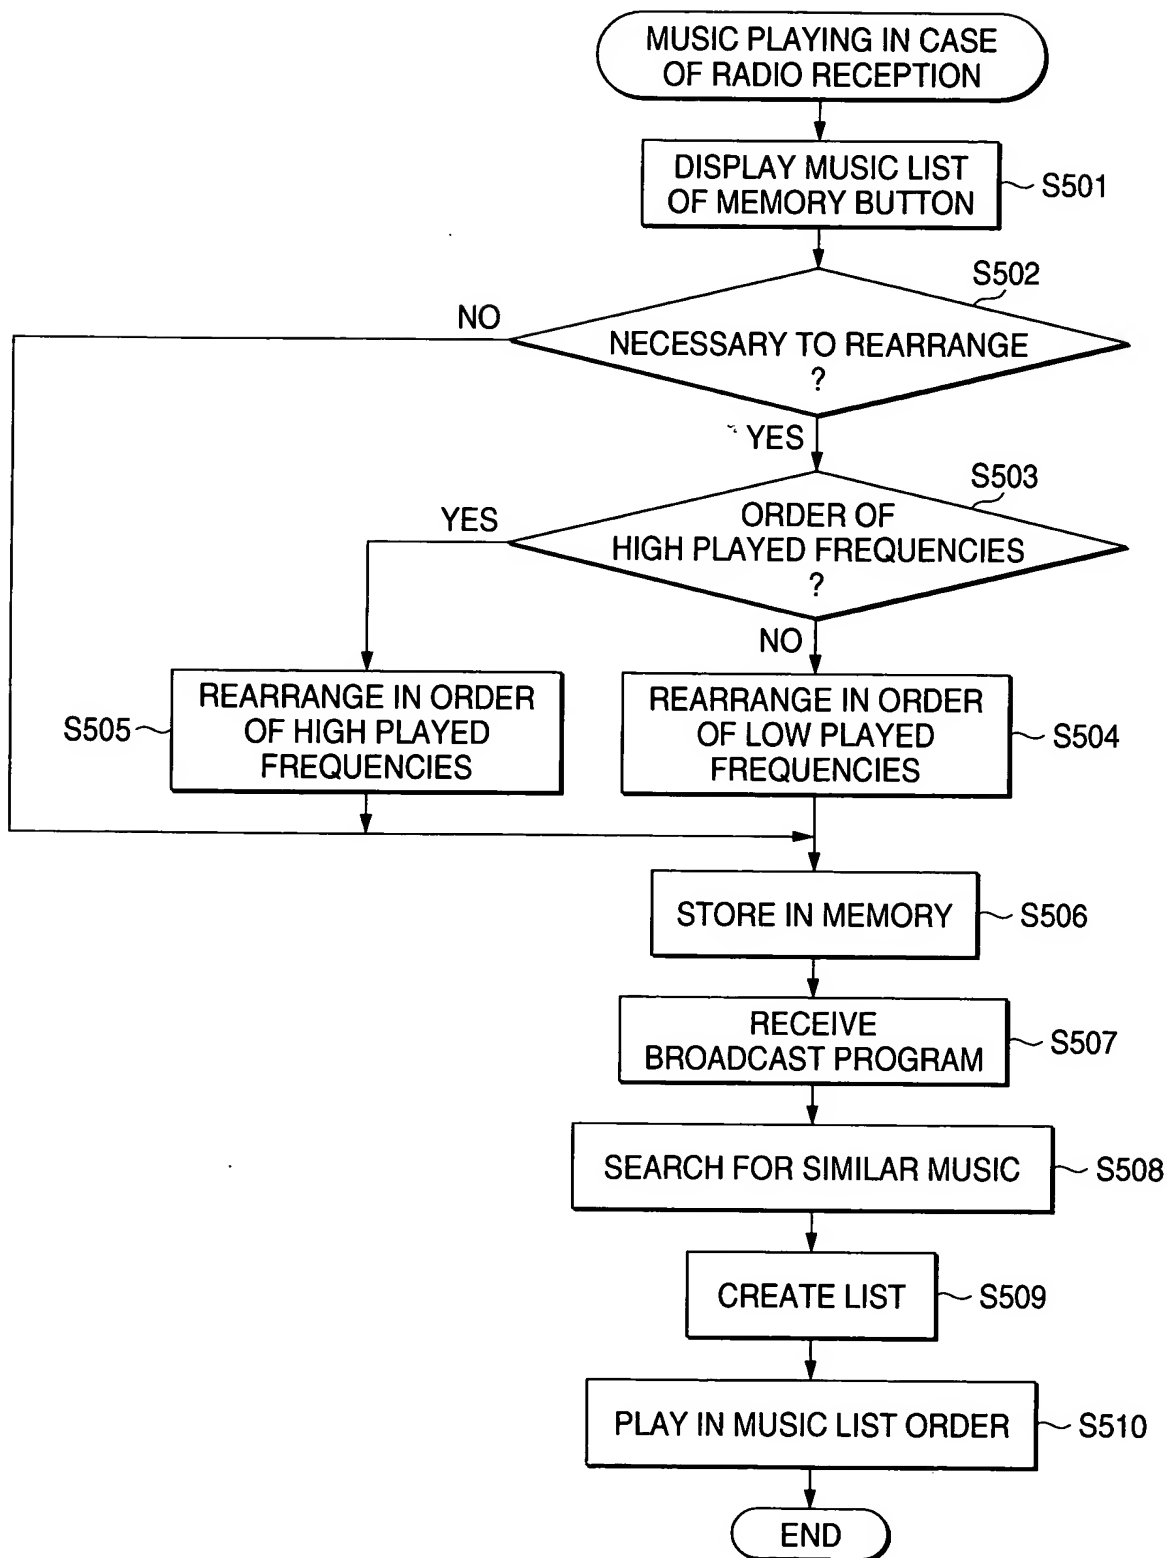 MUSIC PLAYING IN CASE
OF RADIO RECEPTION
DISPLAY MUSIC LIST
OF MEMORY BUTTON
S501
S502
NO
NECESSARY TO REARRANGE
?
YES
S503
YES
ORDER OF
HIGH PLAYED FREQUENCIES
?
NO
S505
REARRANGE IN ORDER
OF HIGH PLAYED
FREQUENCIES
REARRANGE IN ORDER
OF LOW PLAYED
FREQUENCIES
S504
STORE IN MEMORY
S506
RECEIVE
BROADCAST PROGRAM
S507
SEARCH FOR SIMILAR MUSIC
S508
CREATE LIST
S509
PLAY IN MUSIC LIST ORDER
S510
END